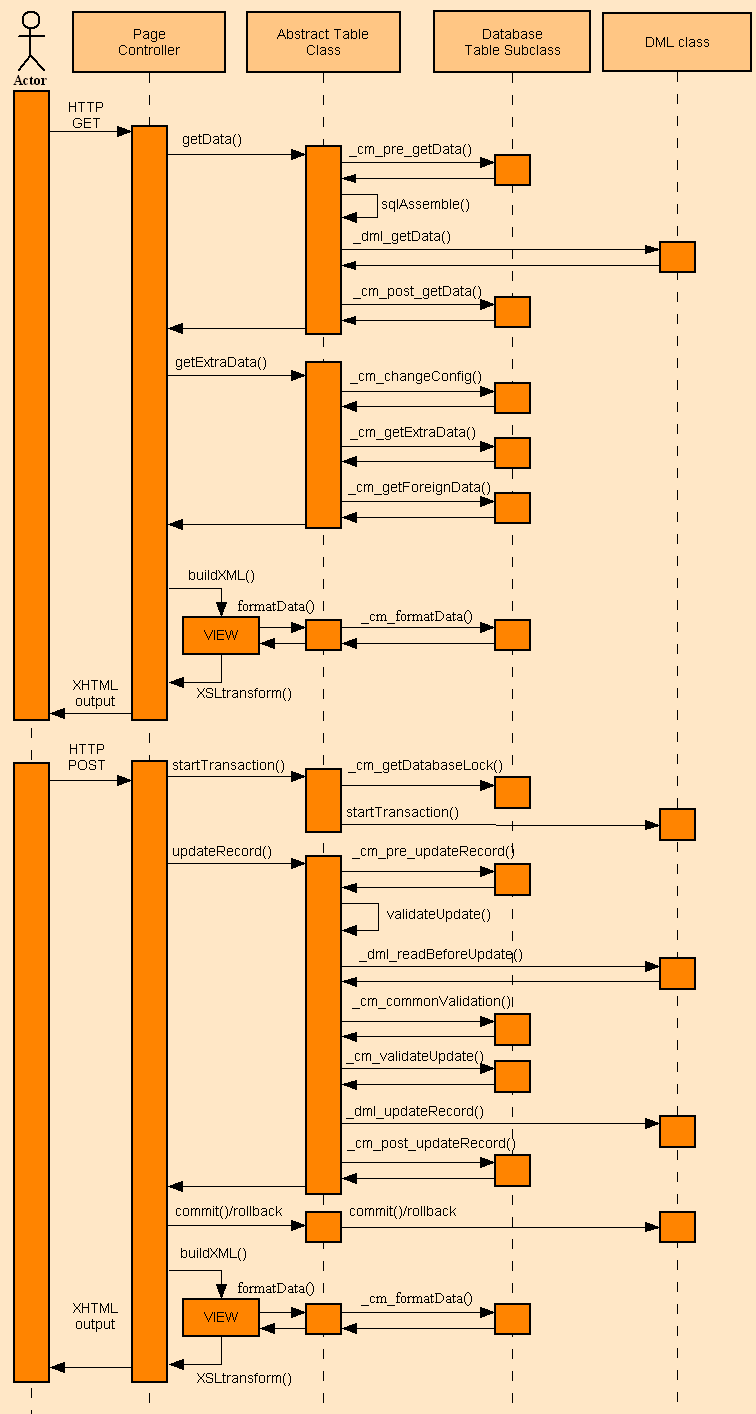 Page
Controller
Abstract Table
Class
Database
Table Subclass
DML class
Actor
HTTP
GET
getData()
_cm_pre_getData()
sqlAssemble()
_dml_getData()
_cm_post_getData()
getExtraData()
_cm_changeConfig()
_cm_getExtraData()
_cm_getForeignData()
buildXML()
formatData()
_cm_formatData()
VIEW
XSLtransform()
XHTML
output
HTTP
POST
startTransaction()
_cm_getDatabaseLock()
startTransaction()
updateRecord()
_cm_pre_updateRecord()
validateUpdate()
_dml_readBeforeUpdate()
_cm_commonValidation()
_cm_validateUpdate()
_dml_updateRecord()
_cm_post_updateRecord()
commit()/rollback
commit()/rollback
buildXML()
formatData()
_cm_formatData()
VIEW
XHTML
output
XSLtransform()